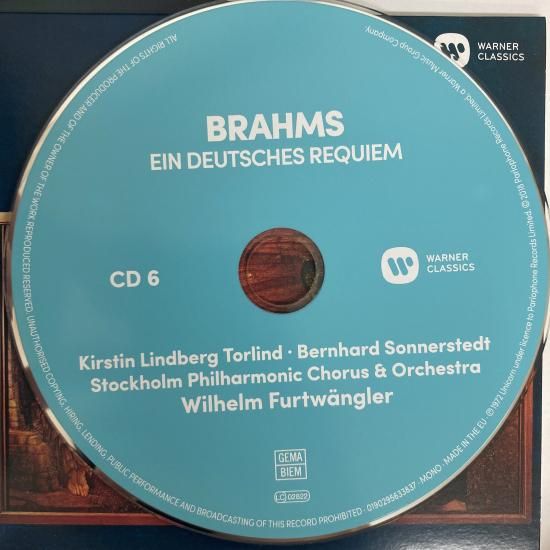 WARNER
CLASSICS
BRAHMS
EIN DEUTSCHES REQUIEM
CD 6
WARNER
CLASSICS
Kirstin Lindberg Torlind · Bernhard Sonnerstedt
Stockholm Philharmonic Chorus & Orchestra
Wilhelm Furtwängler
GEMA
BIEM
LC 02822
ALL RIGHTS OF THE PRODUCER AND OF THE OWNER OF THE WORK REPRODUCED RESERVED. UNAUTHORISED COPYING, HIRING, LENDING, PUBLIC PERFORMANCE AND BROADCASTING OF THIS RECORD PROHIBITED · 0190295633837 · MONO · MADE IN THE EU · ℗ 1972 Unicorn under licence to Parlophone Records Limited. © 2018 Parlophone Records Limited, a Warner Music Group Company.